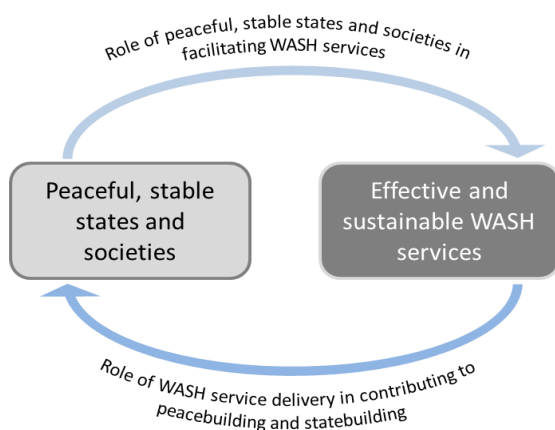 Role of peaceful, stable states and societies in
facilitating WASH services
Peaceful, stable
states and
societies
Effective and
sustainable WASH
services
Role of WASH service delivery in contributing to
peacebuilding and statebuilding